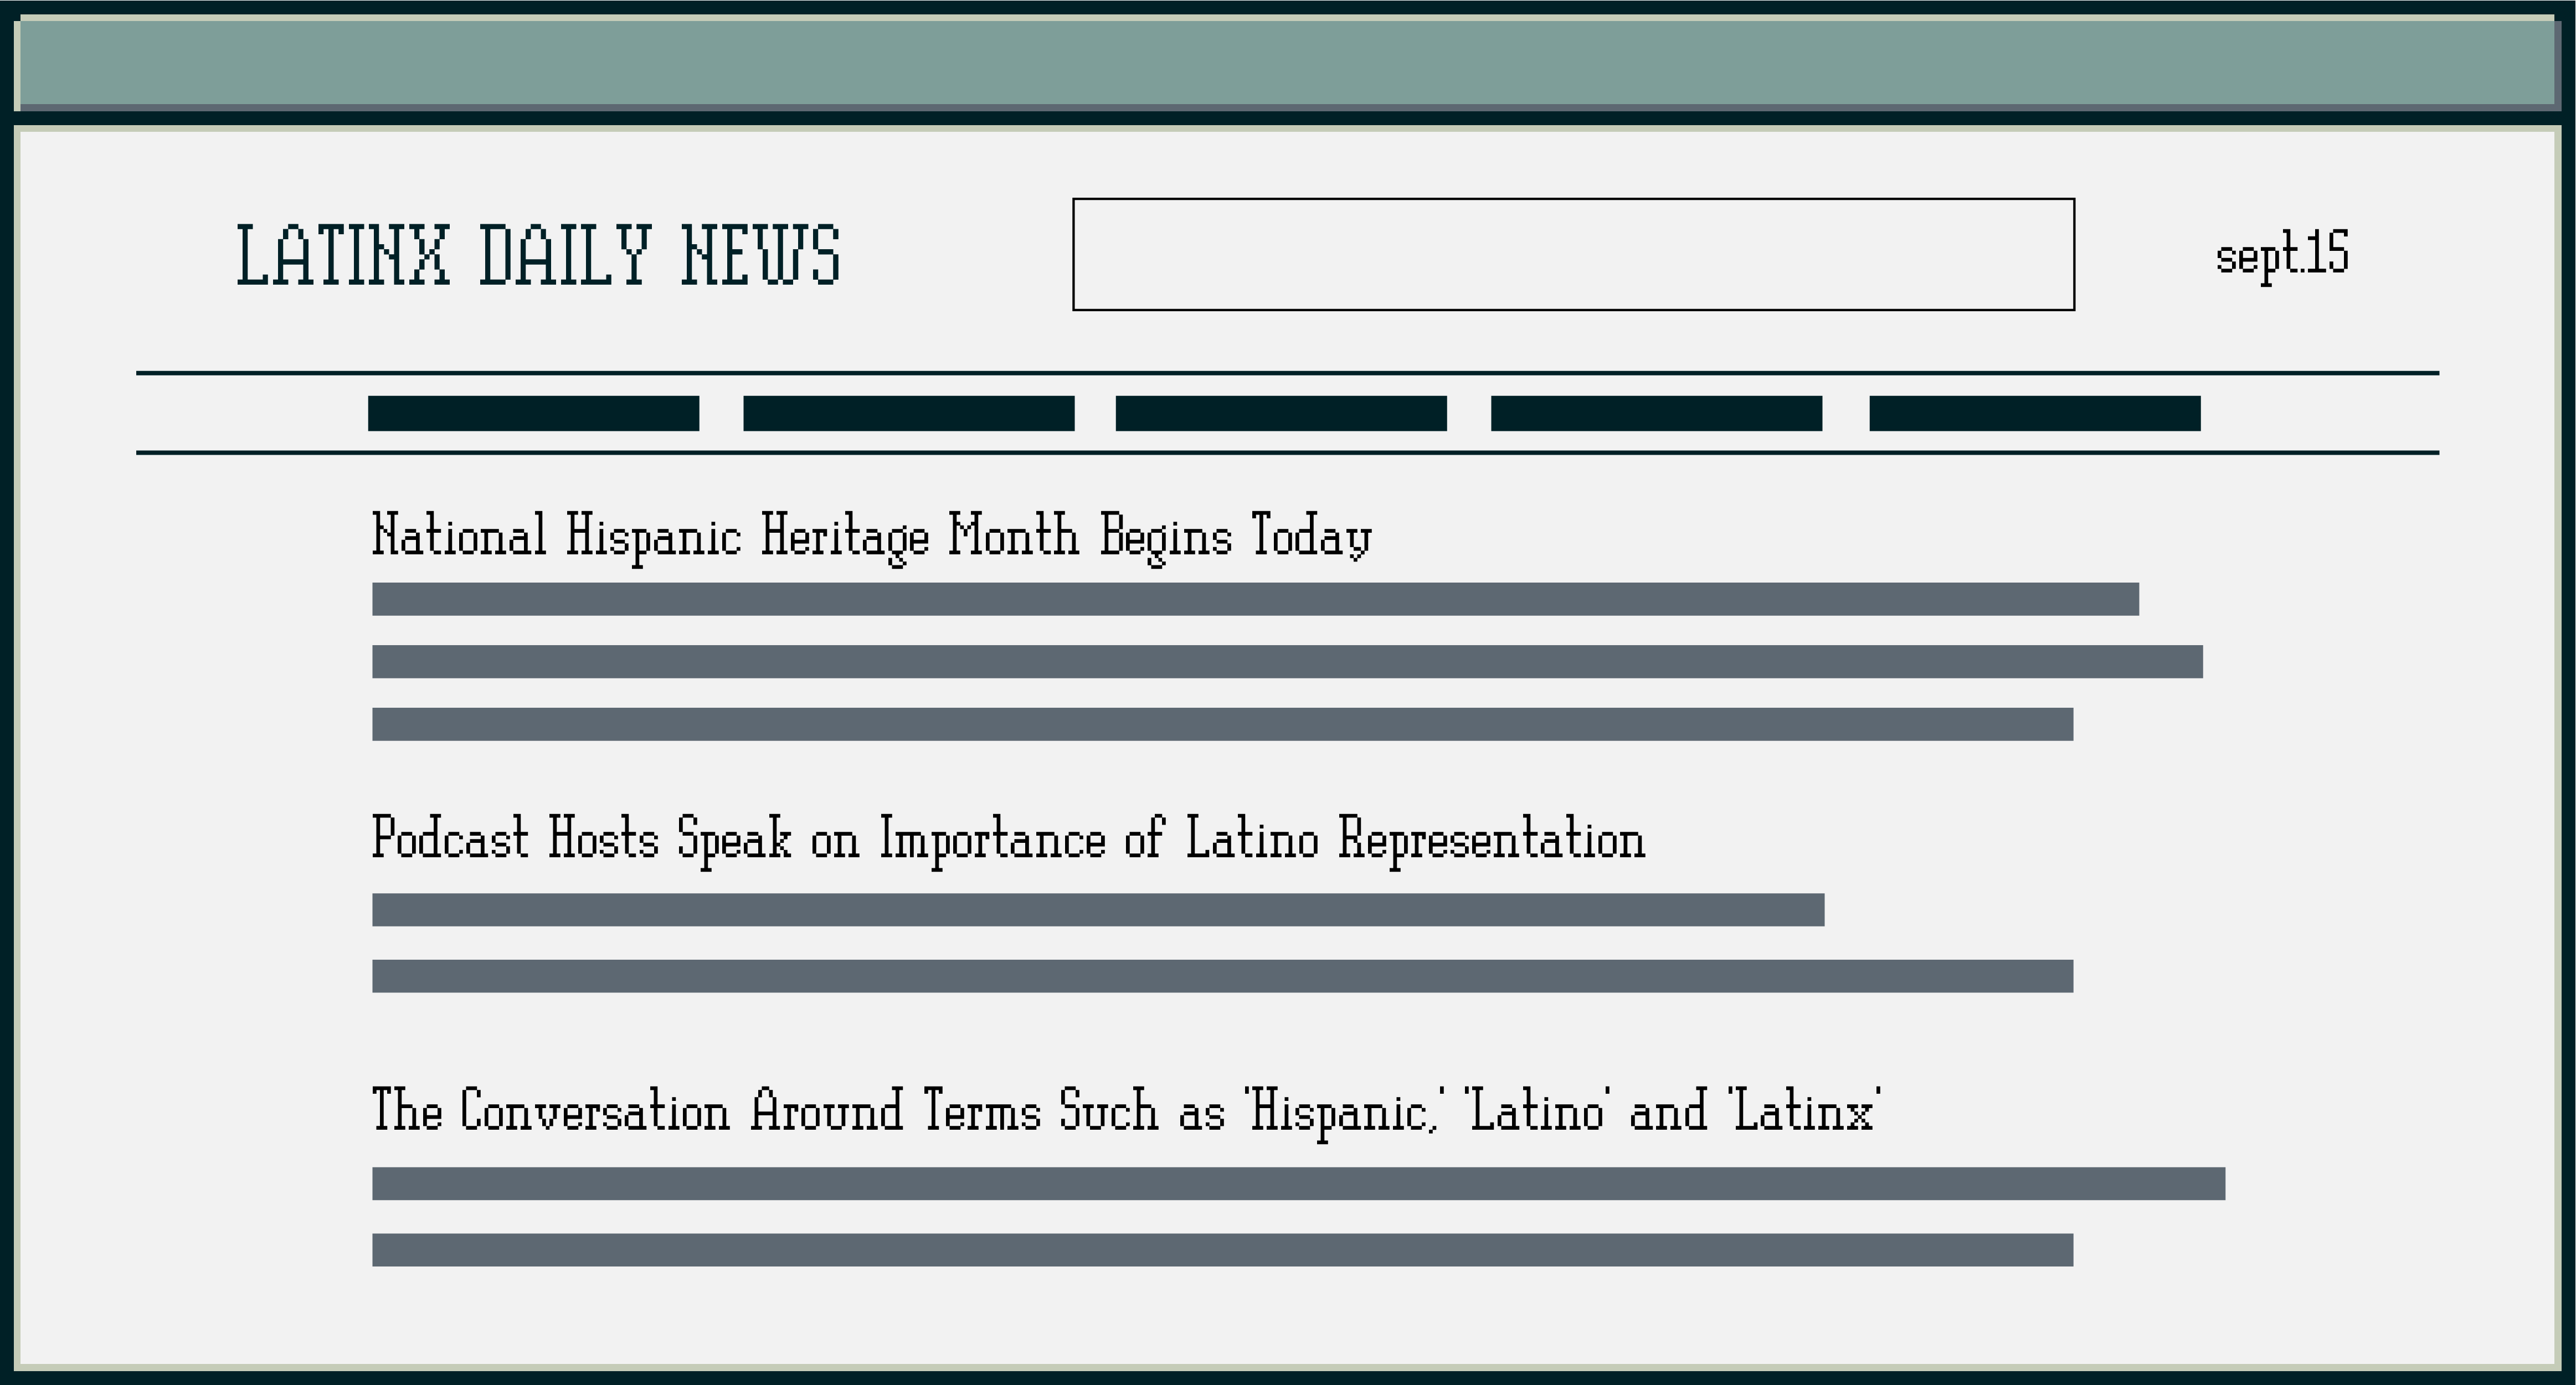 LATINX DAILY NEWS
sept.15
National Hispanic Heritage Month Begins Today
Podcast Hosts Speak on Importance of Latino Representation
The Conversation Around Terms Such as 'Hispanic,' 'Latino' and 'Latinx'